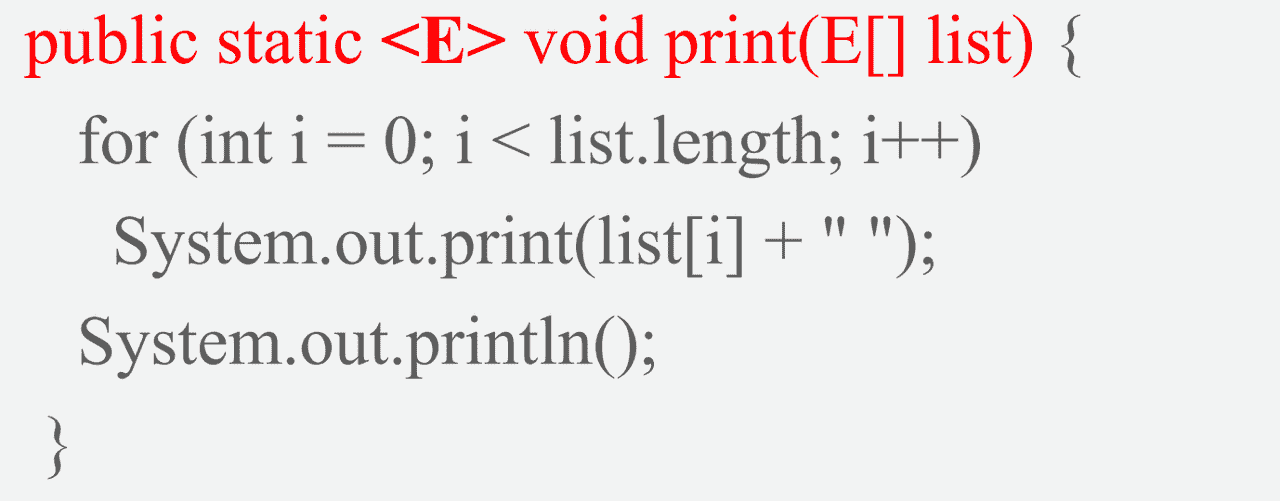 public static <E> void print(E[] list) {
for (int i = 0; i < list.length; i++)
System.out.print(list[i] + " ");
System.out.println();
}